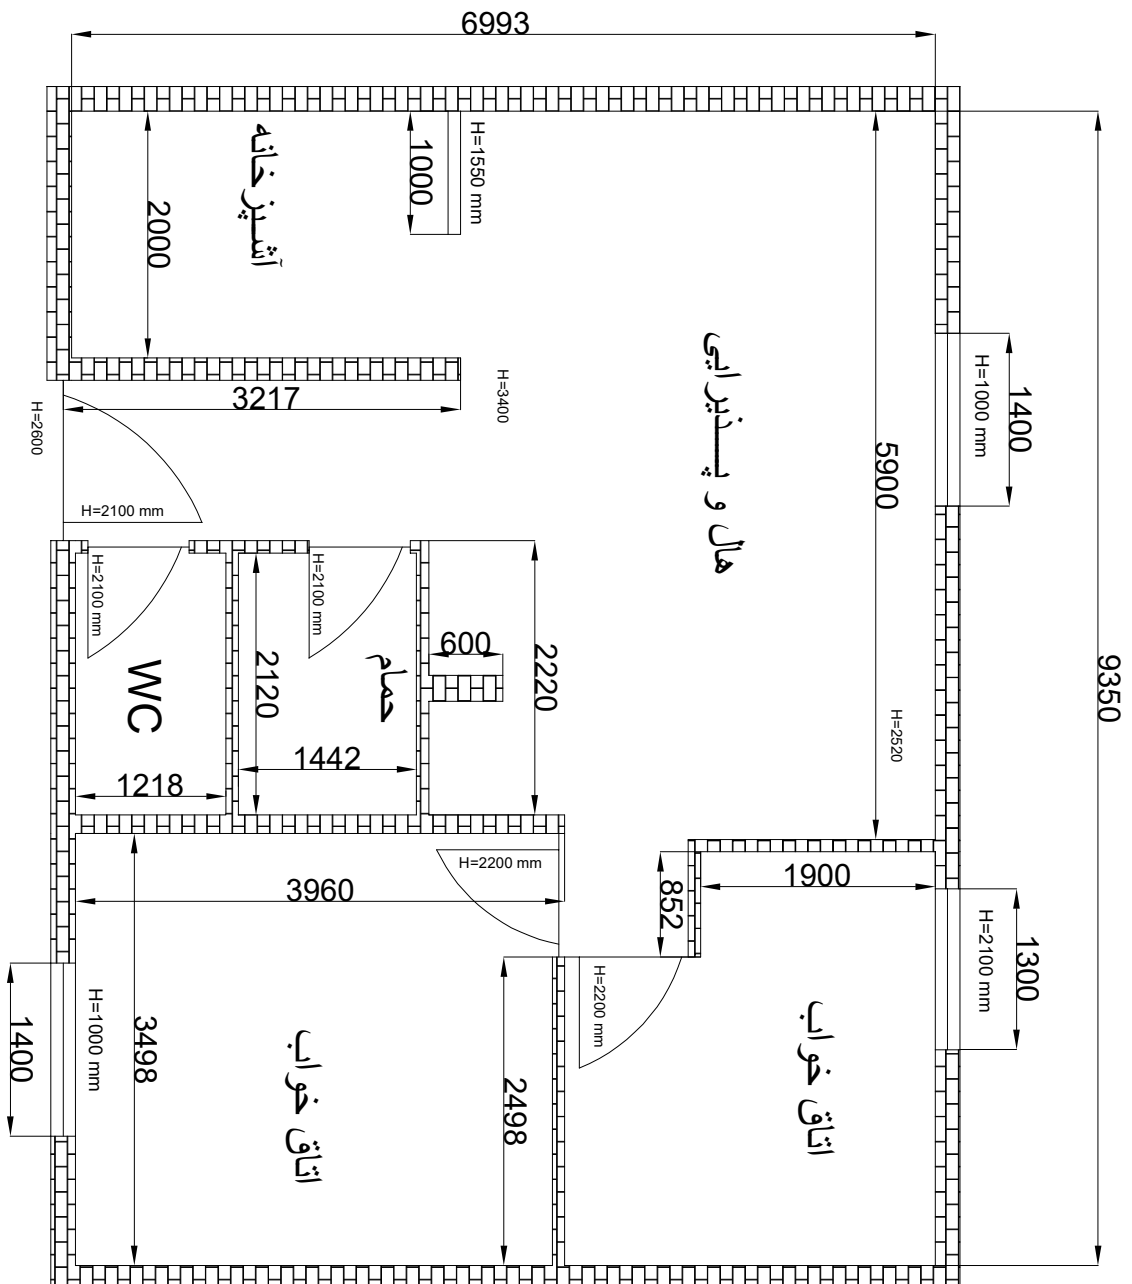 6993
آشپزخانه
1000
H=1550 mm
2000
3217
H=3400
H=2600
H=2100 mm
هال و پذیرایی
5900
H=1000 mm
1400
9350
H=2100 mm
H=2100 mm
WC
2120
حمام
600
2220
1218
1442
H=2520
H=2200 mm
3960
852
1900
H=2100 mm
1300
1400
H=1000 mm
3498
اتاق خواب
2498
H=2200 mm
اتاق خواب